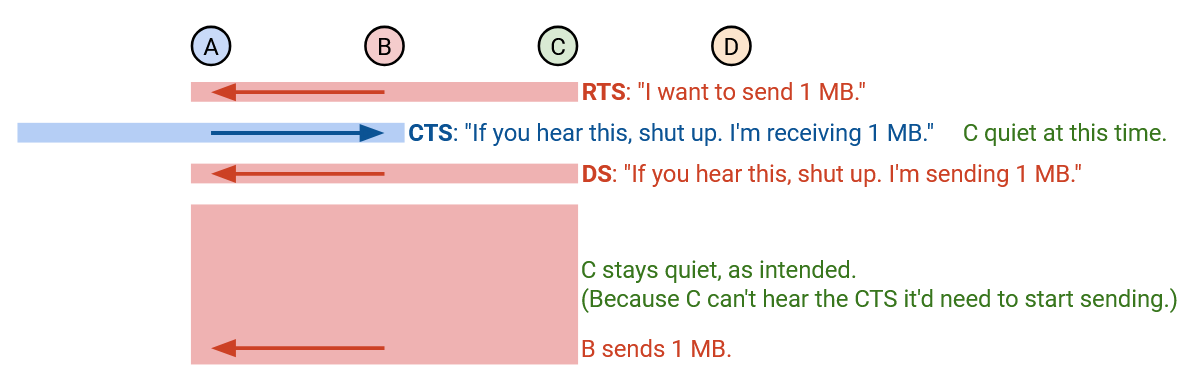 A B C D
RTS: "I want to send 1 MB."
CTS: "If you hear this, shut up. I'm receiving 1 MB." C quiet at this time.
DS: "If you hear this, shut up. I'm sending 1 MB."
C stays quiet, as intended.
(Because C can't hear the CTS it'd need to start sending.)
B sends 1 MB.